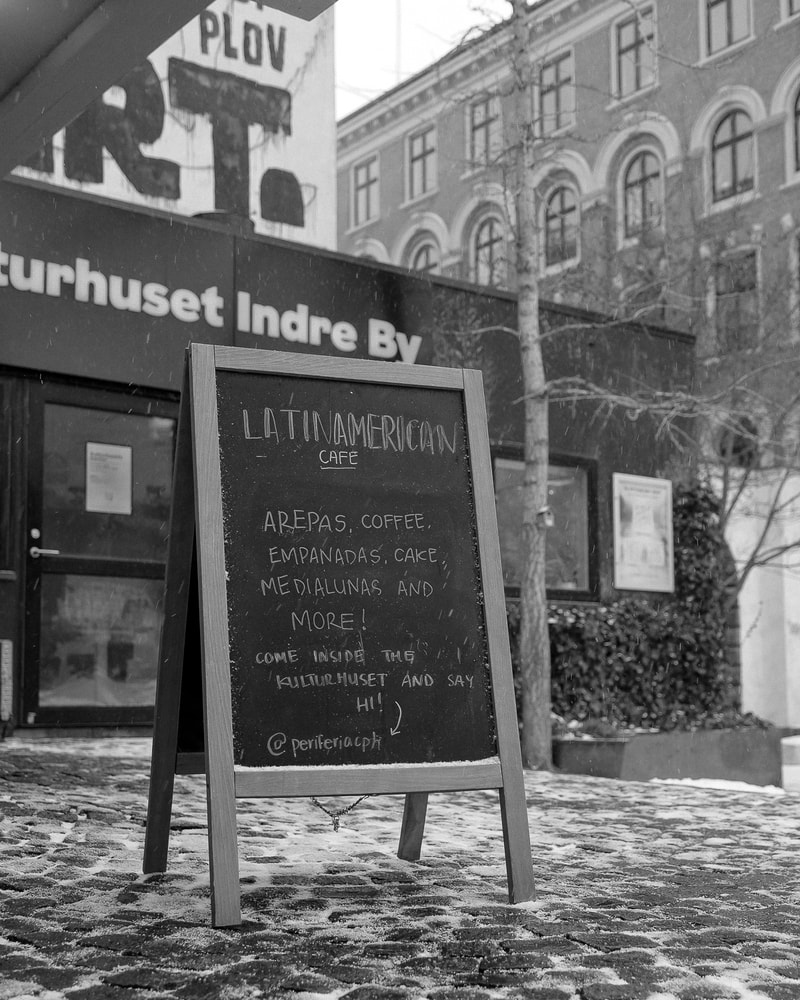 PLOV
RT.
turhuset Indre By
LATINAMERICAN
CAFE
AREPAS, COFFEE,
EMPANADAS, CAKE,
MEDIALUNAS AND
MORE!
COME INSIDE THE
KULTURHUSET AND SAY
HI!
@periferiacph